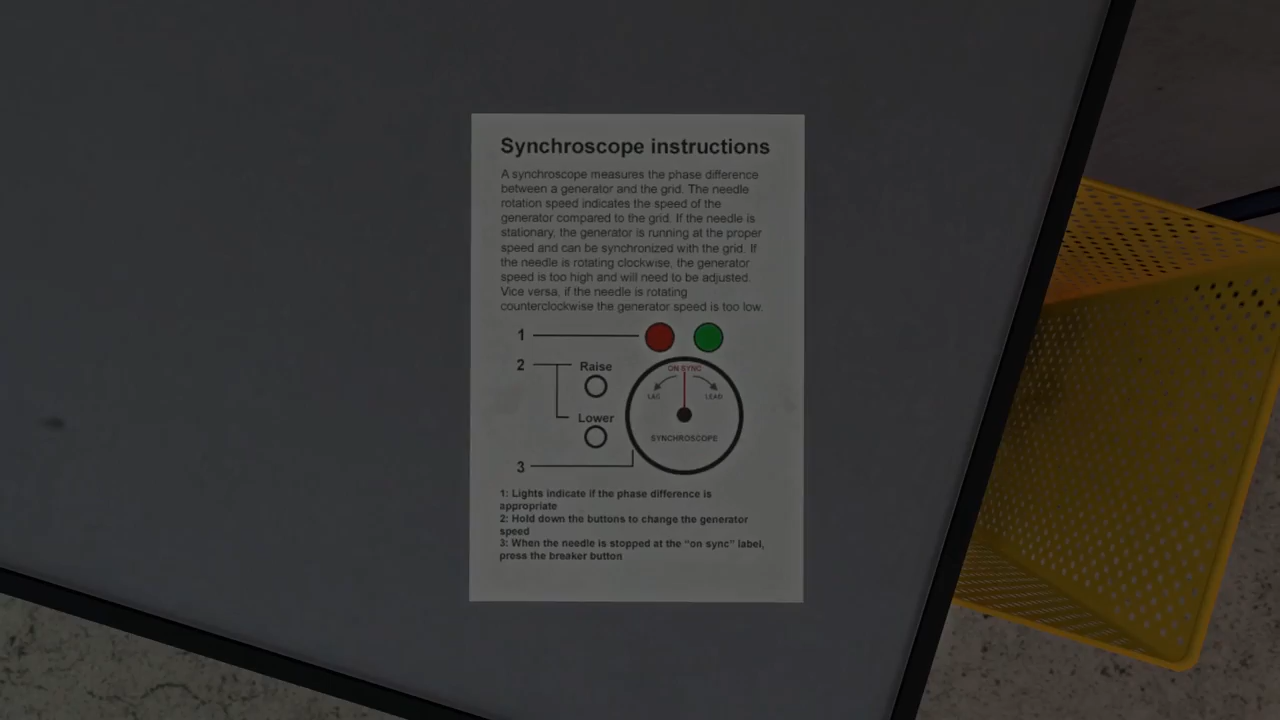 Synchroscope instructions
A synchroscope measures the phase difference
between a generator and the grid. The needle
rotation speed indicates the speed of the
generator compared to the grid. If the needle is
stationary, the generator is running at the proper
speed and can be synchronized with the grid. If
the needle is rotating clockwise, the generator
speed is too high and will need to be adjusted.
Vice versa, if the needle is rotating
counterclockwise the generator speed is too low.
1
2
Raise
Lower
3
ON SYNC
LAG
LEAD
SYNCHROSCOPE
1: Lights indicate if the phase difference is
appropriate
2: Hold down the buttons to change the generator
speed
3: When the needle is stopped at the "on sync" label,
press the breaker button